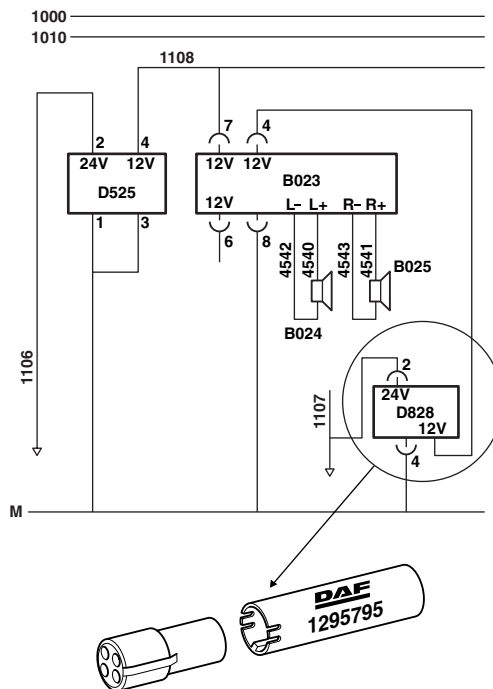 1000
1010
1108
2 4 7 4
24V 12V 12V 12V
D525 B023
12V L- L+ R- R+
1 3 6 8
4542 4540 4543 4541
B025
B024
1106
1107
2
24V
D828
12V
4
M
DAF
1295795